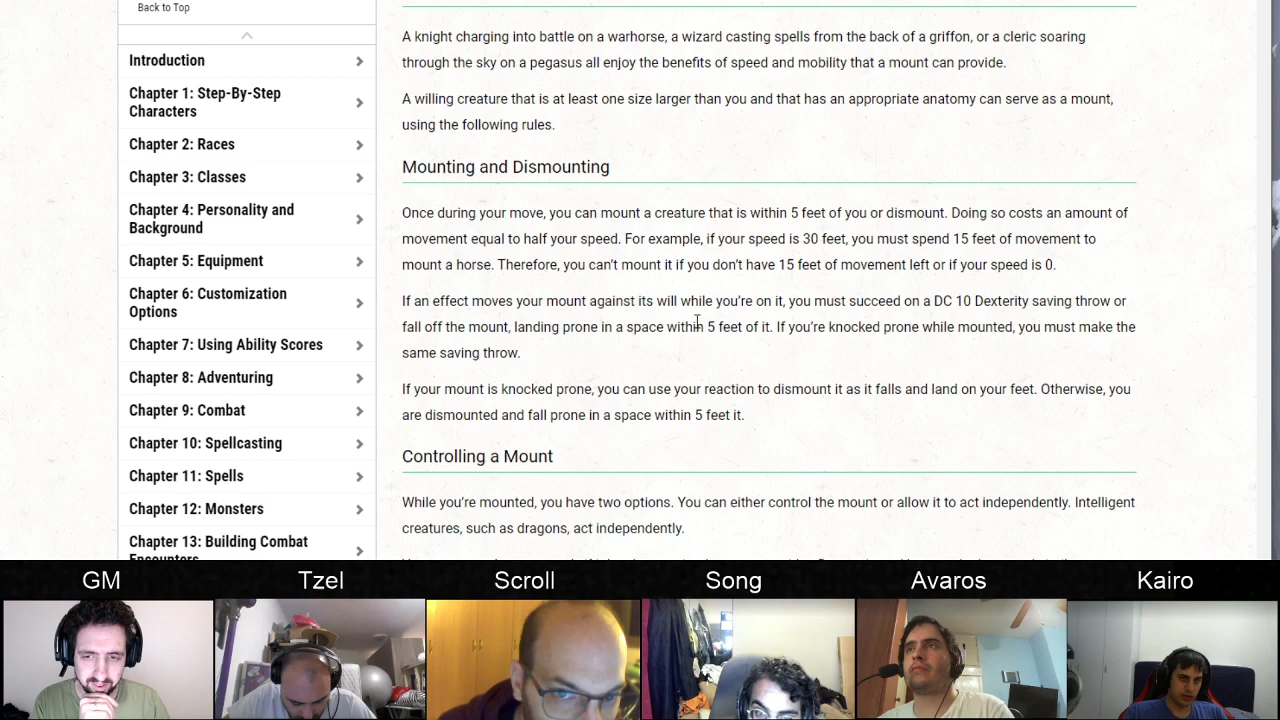 Back to Top
Introduction
Chapter 1: Step-By-Step
Characters
Chapter 2: Races
Chapter 3: Classes
Chapter 4: Personality and
Background
Chapter 5: Equipment
Chapter 6: Customization
Options
Chapter 7: Using Ability Scores
Chapter 8: Adventuring
Chapter 9: Combat
Chapter 10: Spellcasting
Chapter 11: Spells
Chapter 12: Monsters
Chapter 13: Building Combat
Encounters
A knight charging into battle on a warhorse, a wizard casting spells from the back of a griffon, or a cleric soaring
through the sky on a pegasus all enjoy the benefits of speed and mobility that a mount can provide.
A willing creature that is at least one size larger than you and that has an appropriate anatomy can serve as a mount,
using the following rules.
Mounting and Dismounting
Once during your move, you can mount a creature that is within 5 feet of you or dismount. Doing so costs an amount of
movement equal to half your speed. For example, if your speed is 30 feet, you must spend 15 feet of movement to
mount a horse. Therefore, you can't mount it if you don't have 15 feet of movement left or if your speed is 0.
If an effect moves your mount against its will while you're on it, you must succeed on a DC 10 Dexterity saving throw or
fall off the mount, landing prone in a space within 5 feet of it. If you're knocked prone while mounted, you must make the
same saving throw.
If your mount is knocked prone, you can use your reaction to dismount it as it falls and land on your feet. Otherwise, you
are dismounted and fall prone in a space within 5 feet it.
Controlling a Mount
While you're mounted, you have two options. You can either control the mount or allow it to act independently. Intelligent
creatures, such as dragons, act independently.
GM
Tzel
Scroll
Song
Avaros
Kairo